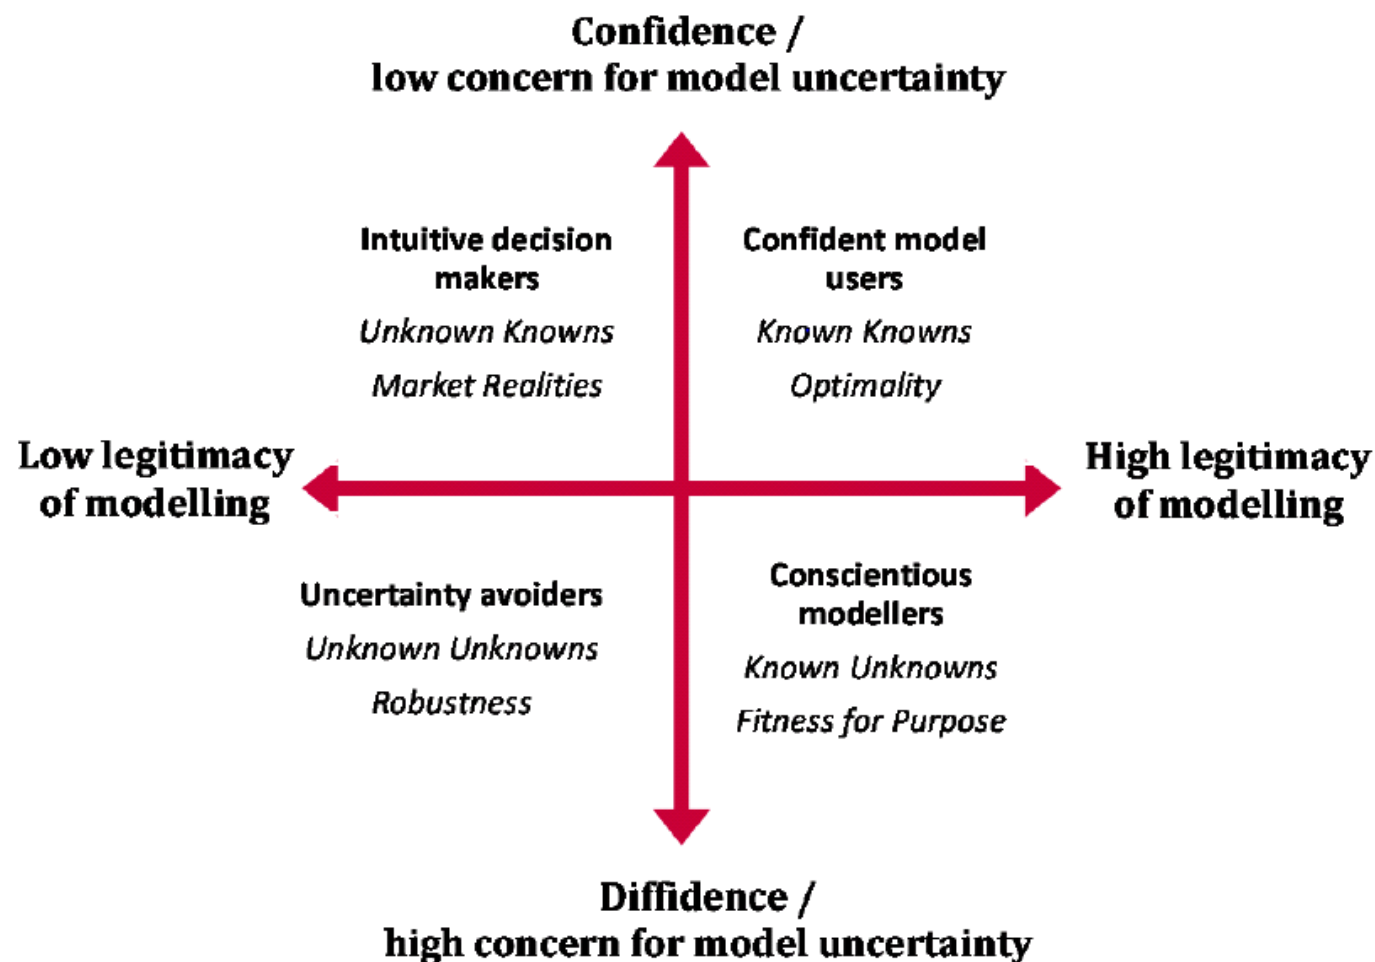 Confidence /
low concern for model uncertainty
Intuitive decision
makers
Unknown Knowns
Market Realities
Confident model
users
Known Knowns
Optimality
Low legitimacy
of modelling
High legitimacy
of modelling
Uncertainty avoiders
Unknown Unknowns
Robustness
Conscientious
modellers
Known Unknowns
Fitness for Purpose
Diffidence /
high concern for model uncertainty